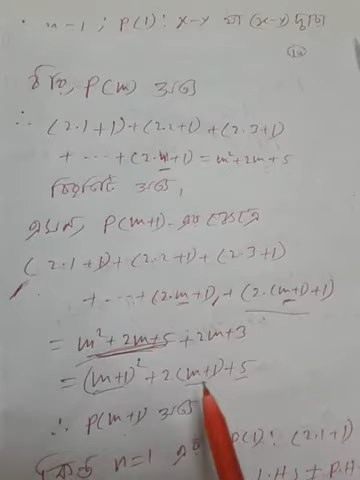 n=1; P(1): x-y যা (x-y) দ্বারা
ধরি, P(m) সত্য
∴ (2.1+1)+(2.2+1)+(2.3+1)
+ ... +(2.m+1)=m²+2m+5
বিবৃতিটি সত্য,
এখন, P(m+1)-এর ক্ষেত্রে
(2.1+1)+(2.2+1)+(2.3+1)
+ ... +(2.m+1)+(2.(m+1)+1)
= m²+2m+5+2m+3
= (m+1)²+2(m+1)+5
∴ P(m+1) সত্য
কিন্তু n=1 এর P(1): (2.1+1)
L.H.S ≠ R.H